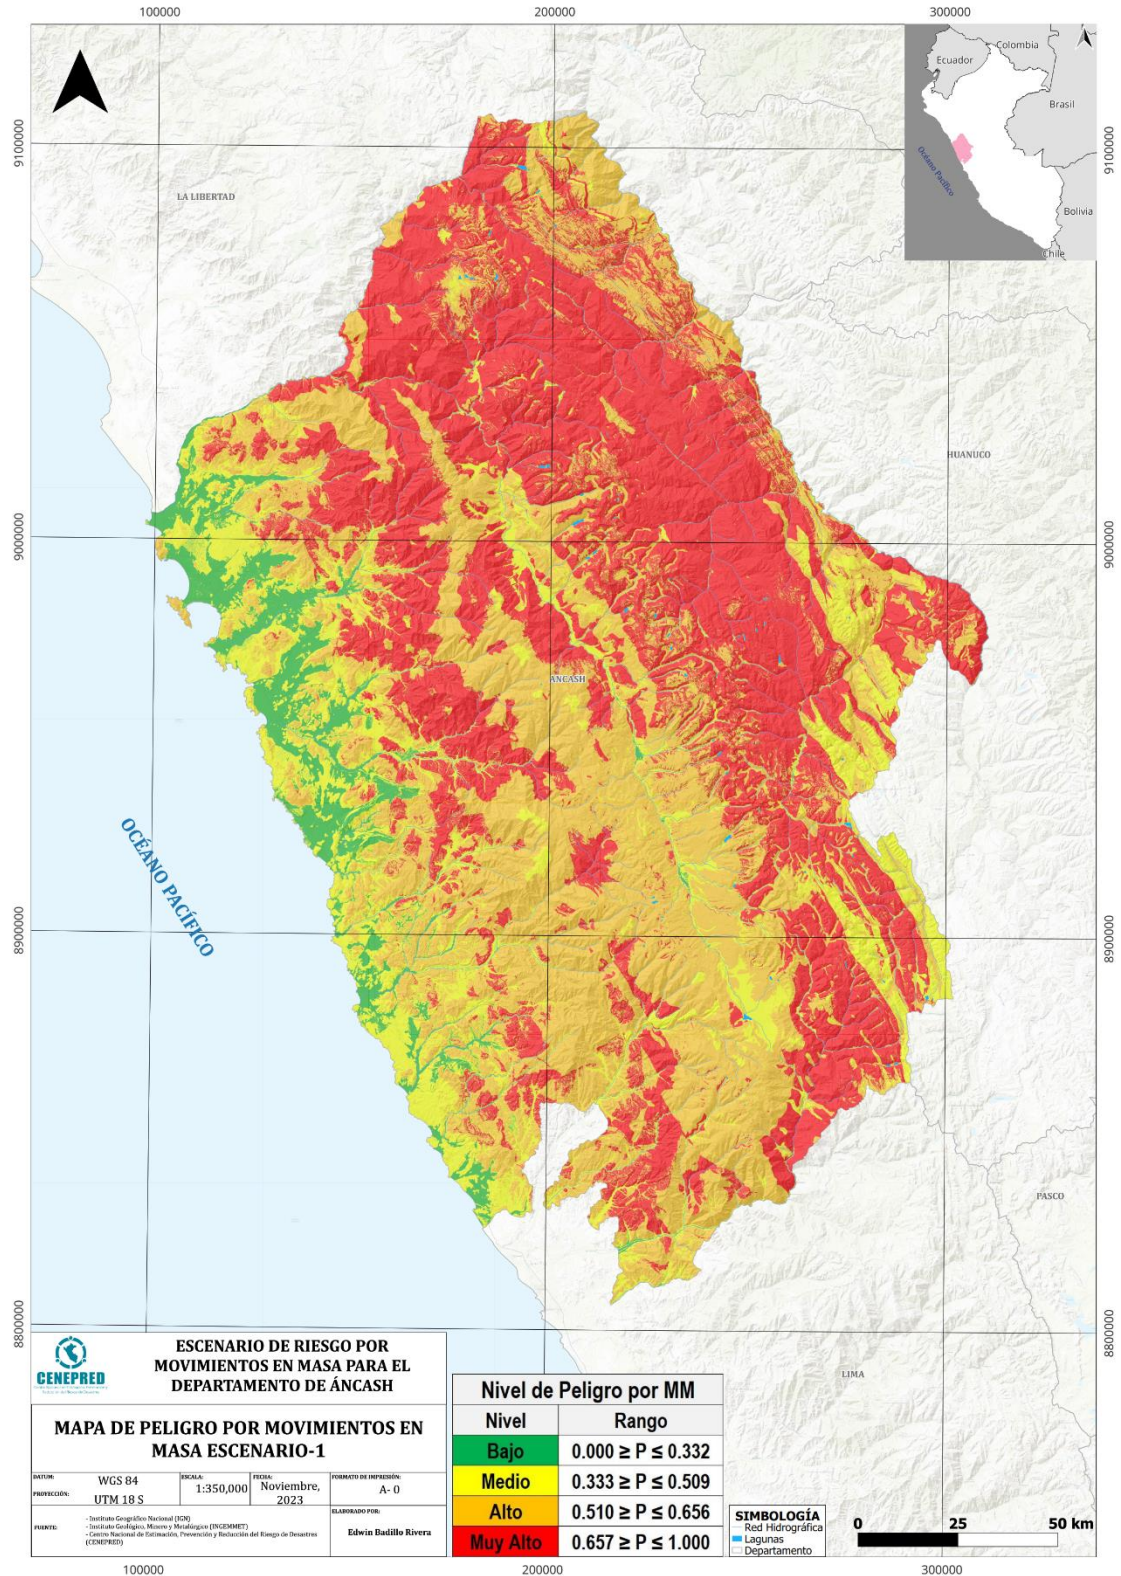 100000
200000
300000
Colombia
Ecuador
Brasil
9100000
9100000
Océano Pacífico
LA LIBERTAD
Bolivia
Chile
HUANUCO
9000000
9000000
ANCASH
OCÉANO PACÍFICO
8900000
8900000
PASCO
8800000
8800000
LIMA
CENEPRED
ESCENARIO DE RIESGO POR
MOVIMIENTOS EN MASA PARA EL
DEPARTAMENTO DE ÁNCASH
MAPA DE PELIGRO POR MOVIMIENTOS EN
MASA ESCENARIO-1
DATUM: WGS 84
PROYECCIÓN: UTM 18 S
ESCALA: 1:350,000
FECHA: Noviembre,
2023
FORMATO DE IMPRESIÓN:
A- 0
FUENTE:
- Instituto Geográfico Nacional (IGN)
- Instituto Geológico, Minero y Metalúrgico (INGEMMET)
- Centro Nacional de Estimación, Prevención y Reducción del Riesgo de Desastres
(CENEPRED)
ELABORADO POR:
Edwin Badillo Rivera
Nivel de Peligro por MM
Nivel Rango
Bajo 0.000 ≥ P ≤ 0.332
Medio 0.333 ≥ P ≤ 0.509
Alto 0.510 ≥ P ≤ 0.656
Muy Alto 0.657 ≥ P ≤ 1.000
SIMBOLOGÍA
Red Hidrográfica
Lagunas
Departamento
0 25 50 km
100000
200000
300000